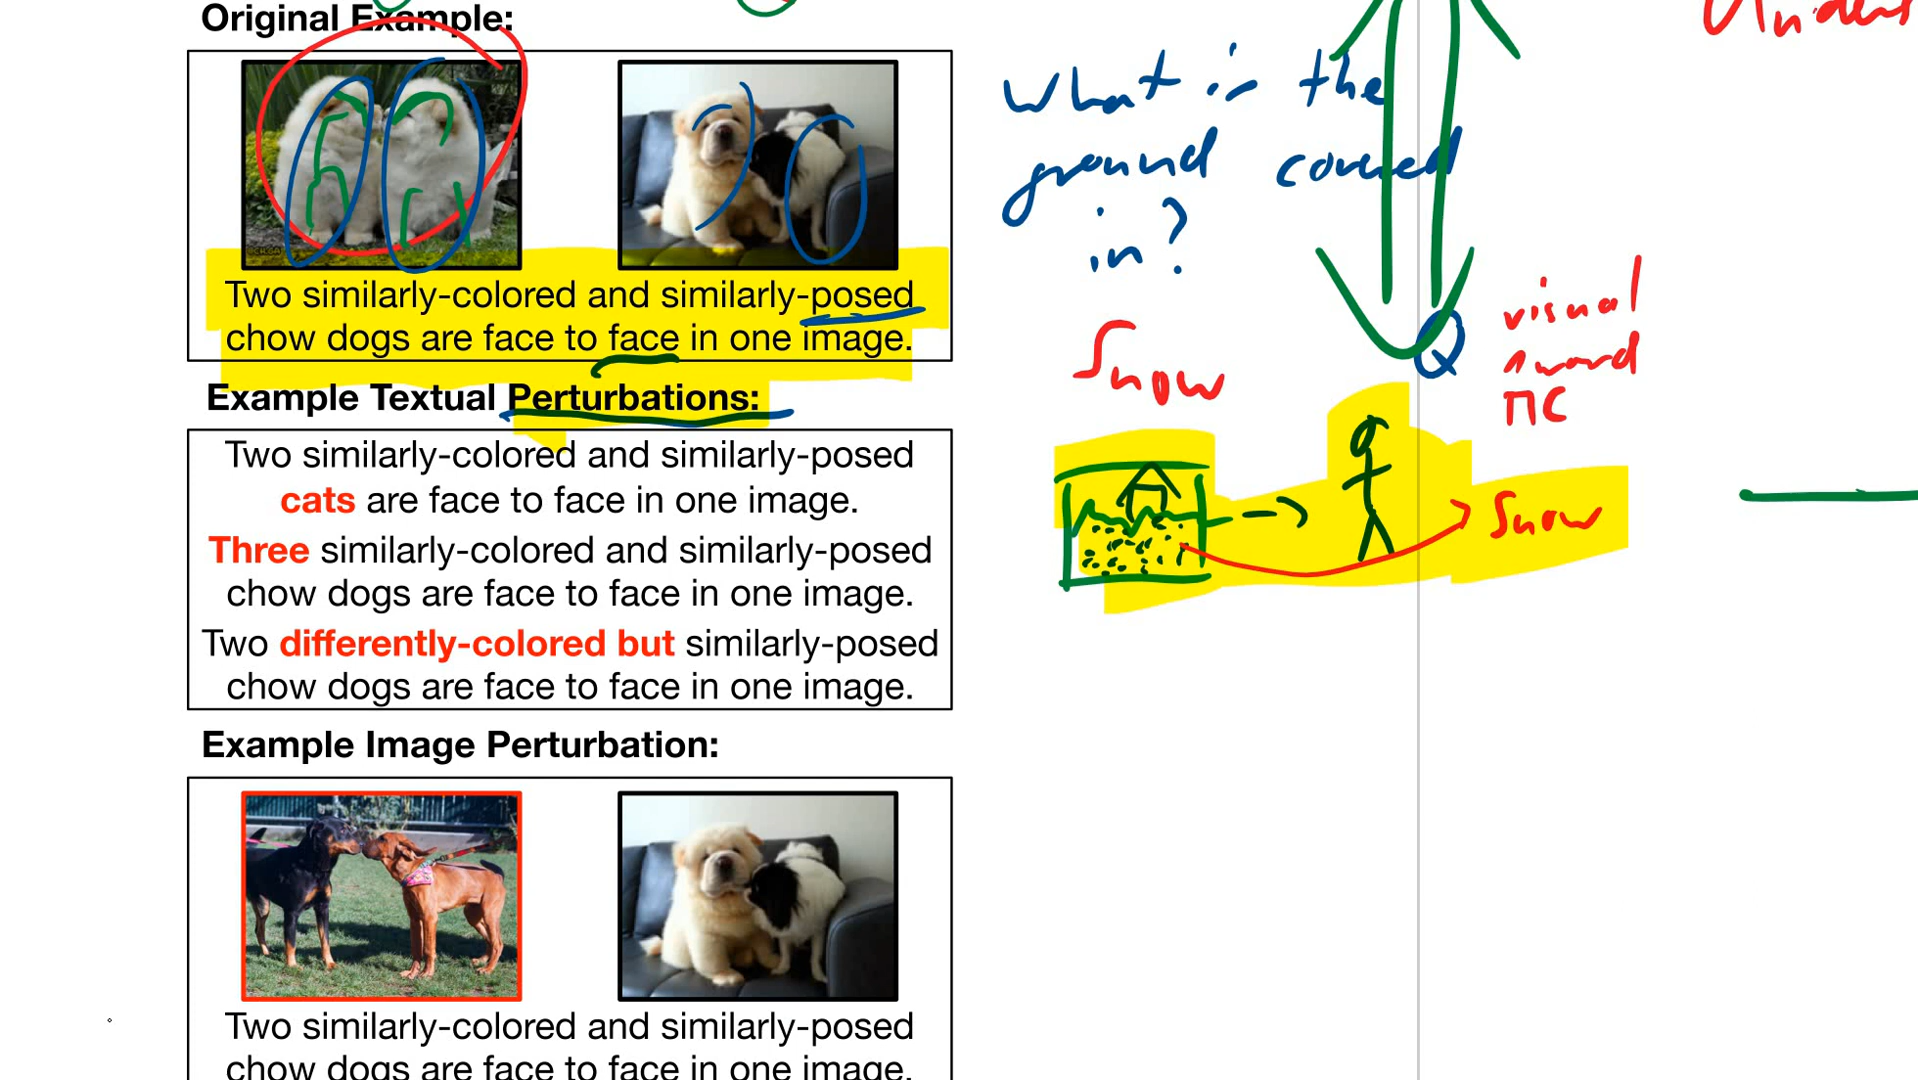 Original Example:
Two similarly-colored and similarly-posed
chow dogs are face to face in one image.
Example Textual Perturbations:
Two similarly-colored and similarly-posed
cats are face to face in one image.
Three similarly-colored and similarly-posed
chow dogs are face to face in one image.
Two differently-colored but similarly-posed
chow dogs are face to face in one image.
Example Image Perturbation:
Two similarly-colored and similarly-posed
chow dogs are face to face in one image.
What is the
ground covered
in?
Snow
Q
visual
Snow